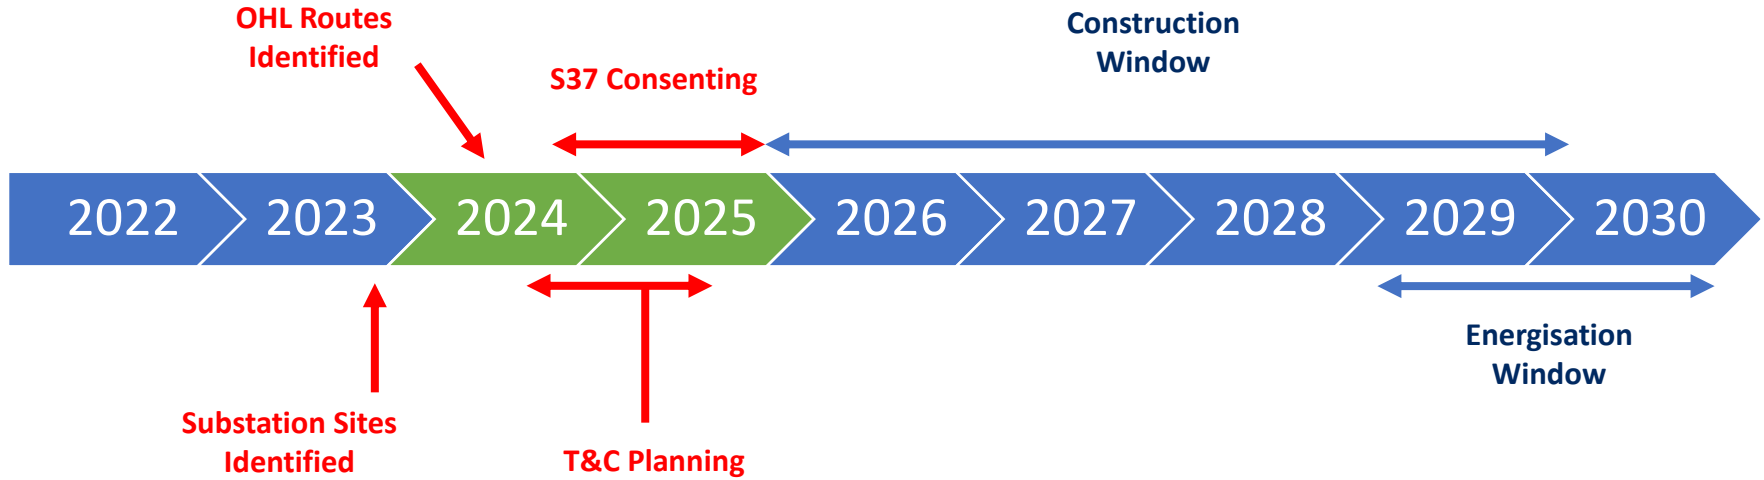 OHL Routes
Identified
S37 Consenting
Construction
Window
2022 2023 2024 2025 2026 2027 2028 2029 2030
Substation Sites
Identified
T&C Planning
Energisation
Window